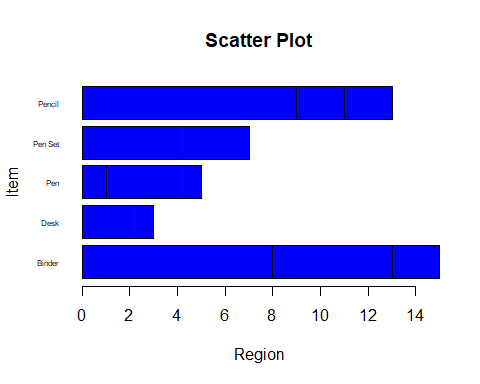 Scatter Plot
Item
Pencil
Pen Set
Pen
Desk
Binder
0 2 4 6 8 10 12 14
Region